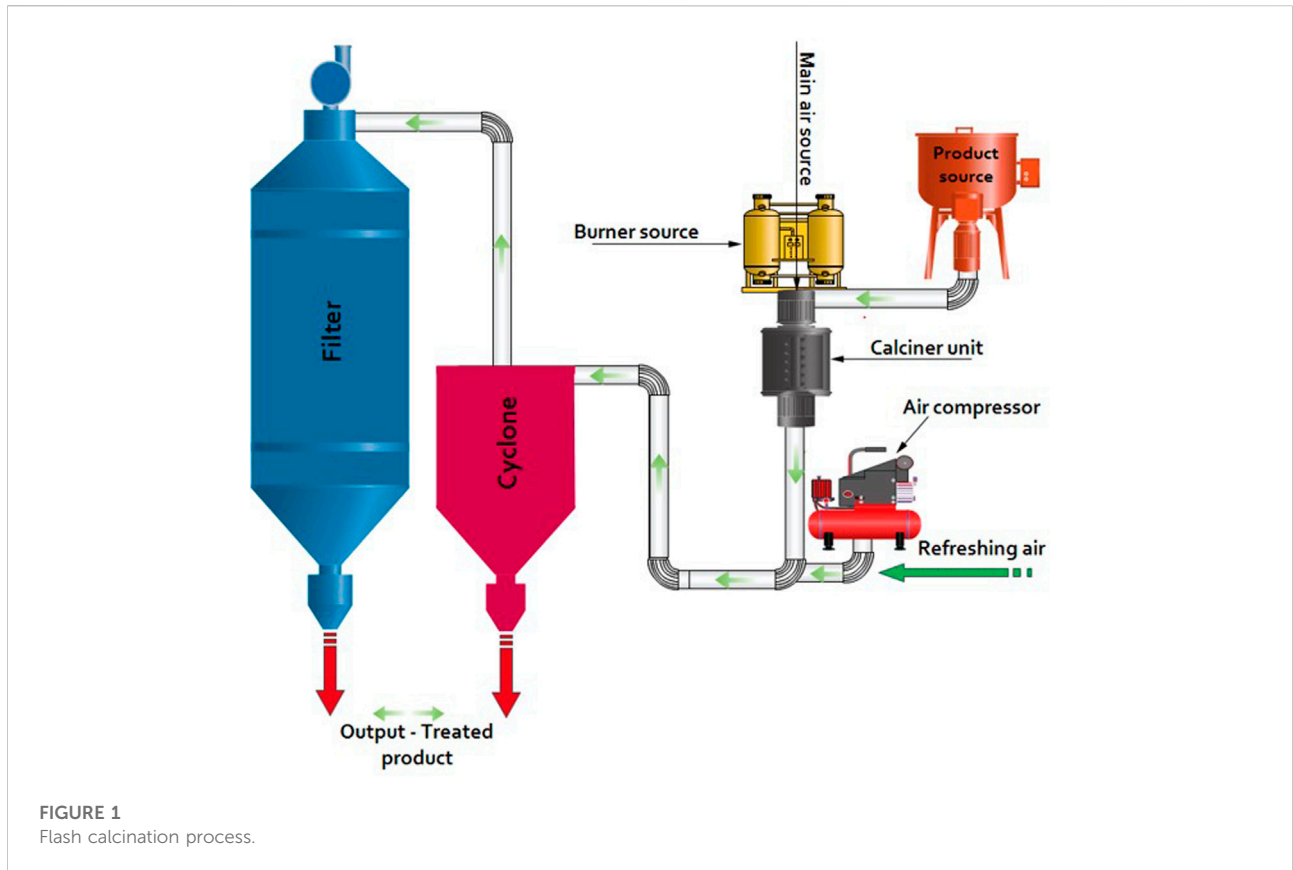 Main air source
Product
source
Burner source
Filter
Calciner unit
Cyclone
Air compressor
Refreshing air
Output - Treated
product
FIGURE 1
Flash calcination process.